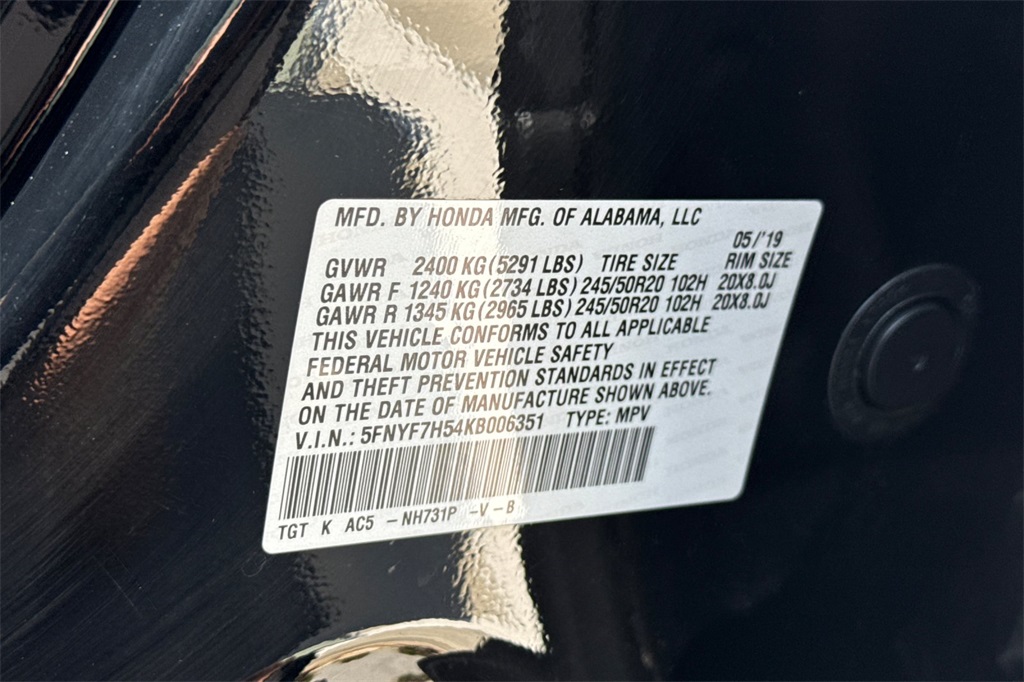 MFD. BY HONDA MFG. OF ALABAMA, LLC
05/'19
GVWR 2400 KG (5291 LBS) TIRE SIZE RIM SIZE
GAWR F 1240 KG (2734 LBS) 245/50R20 102H 20X8.0J
GAWR R 1345 KG (2965 LBS) 245/50R20 102H 20X8.0J
THIS VEHICLE CONFORMS TO ALL APPLICABLE
FEDERAL MOTOR VEHICLE SAFETY
AND THEFT PREVENTION STANDARDS IN EFFECT
ON THE DATE OF MANUFACTURE SHOWN ABOVE.
V.I.N.: 5FNYF7H54KB006351 TYPE: MPV
TGT K AC5 -NH731P -V-B